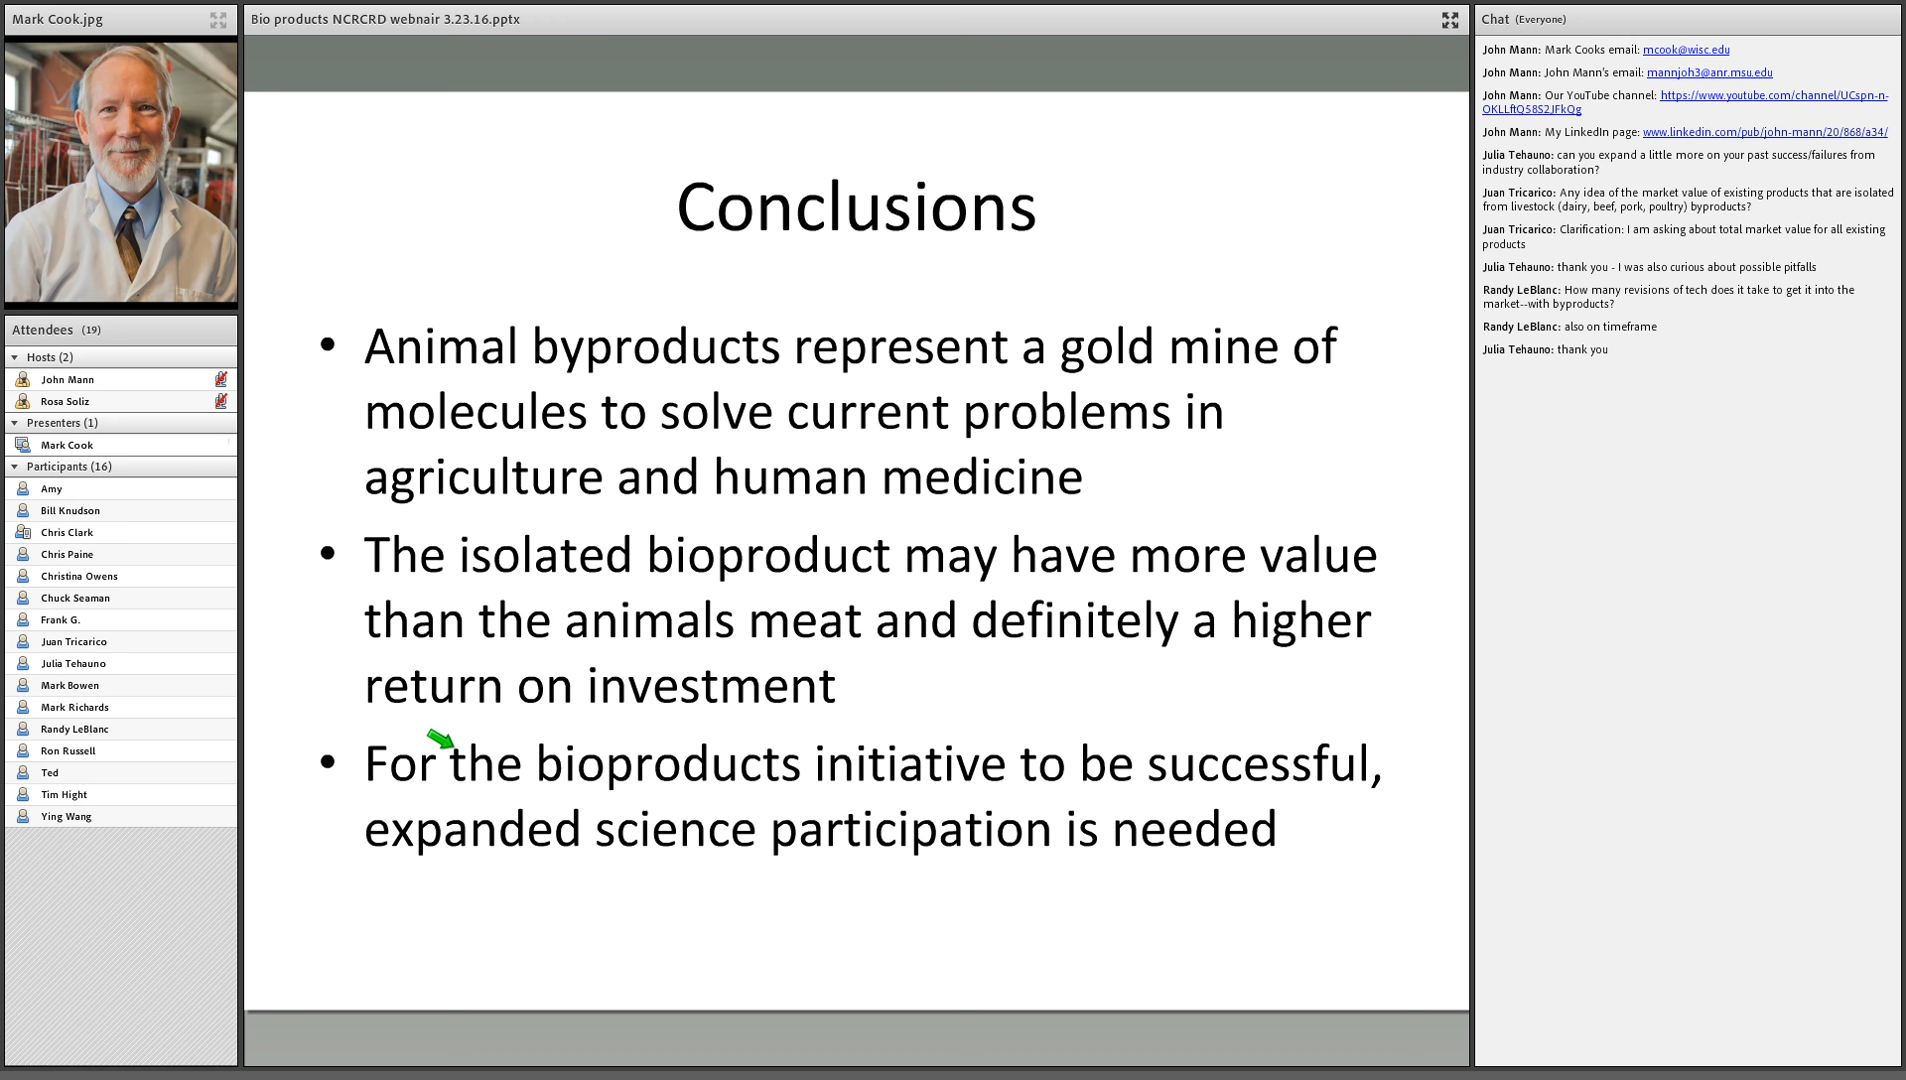 Mark Cook.jpg
Attendees (19)
Hosts (2)
John Mann
Rosa Soliz
Presenters (1)
Mark Cook
Participants (16)
Amy
Bill Knudson
Chris Clark
Chris Paine
Christina Owens
Chuck Seaman
Frank G.
Juan Tricarico
Julia Tehauno
Mark Bowen
Mark Richards
Randy LeBlanc
Ron Russell
Ted
Tim Hight
Ying Wang
Bio products NCRCRD webnair 3.23.16.pptx
Conclusions
• Animal byproducts represent a gold mine of
molecules to solve current problems in
agriculture and human medicine
• The isolated bioproduct may have more value
than the animals meat and definitely a higher
return on investment
• For the bioproducts initiative to be successful,
expanded science participation is needed
Chat (Everyone)
John Mann: Mark Cooks email: mcook@wisc.edu
John Mann: John Mann's email: mannjoh3@anr.msu.edu
John Mann: Our YouTube channel: https://www.youtube.com/channel/UCspn-n-
OKLLftQ58S2JFkQg
John Mann: My LinkedIn page: www.linkedin.com/pub/john-mann/20/868/a34/
Julia Tehauno: can you expand a little more on your past success/failures from
industry collaboration?
Juan Tricarico: Any idea of the market value of existing products that are isolated
from livestock (dairy, beef, pork, poultry) byproducts?
Juan Tricarico: Clarification: I am asking about total market value for all existing
products
Julia Tehauno: thank you - I was also curious about possible pitfalls
Randy LeBlanc: How many revisions of tech does it take to get it into the
market--with byproducts?
Randy LeBlanc: also on timeframe
Julia Tehauno: thank you